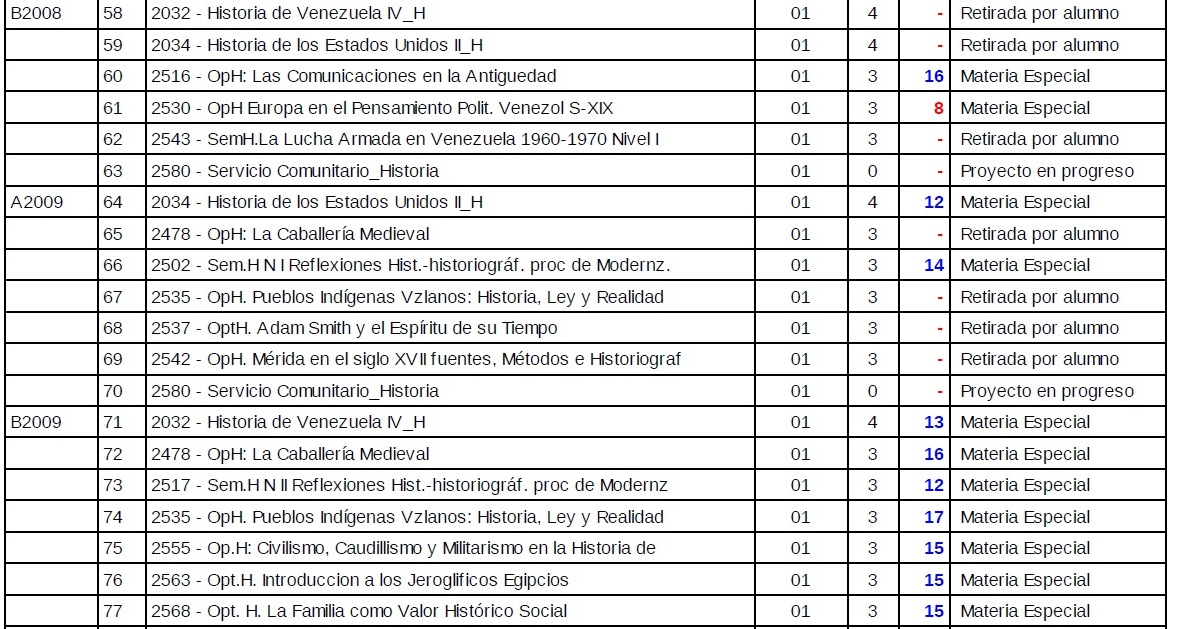 B2008 58 2032 - Historia de Venezuela IV_H 01 4 - Retirada por alumno
59 2034 - Historia de los Estados Unidos II_H 01 4 - Retirada por alumno
60 2516 - OpH: Las Comunicaciones en la Antiguedad 01 3 16 Materia Especial
61 2530 - OpH Europa en el Pensamiento Polit. Venezol S-XIX 01 3 8 Materia Especial
62 2543 - SemH.La Lucha Armada en Venezuela 1960-1970 Nivel I 01 3 - Retirada por alumno
63 2580 - Servicio Comunitario_Historia 01 0 - Proyecto en progreso
A2009 64 2034 - Historia de los Estados Unidos II_H 01 4 12 Materia Especial
65 2478 - OpH: La Caballería Medieval 01 3 - Retirada por alumno
66 2502 - Sem.H N I Reflexiones Hist.-historiográf. proc de Modernz. 01 3 14 Materia Especial
67 2535 - OpH. Pueblos Indígenas Vzlanos: Historia, Ley y Realidad 01 3 - Retirada por alumno
68 2537 - OptH. Adam Smith y el Espíritu de su Tiempo 01 3 - Retirada por alumno
69 2542 - OpH. Mérida en el siglo XVII fuentes, Métodos e Historiograf 01 3 - Retirada por alumno
70 2580 - Servicio Comunitario_Historia 01 0 - Proyecto en progreso
B2009 71 2032 - Historia de Venezuela IV_H 01 4 13 Materia Especial
72 2478 - OpH: La Caballería Medieval 01 3 16 Materia Especial
73 2517 - Sem.H N II Reflexiones Hist.-historiográf. proc de Modernz 01 3 12 Materia Especial
74 2535 - OpH. Pueblos Indígenas Vzlanos: Historia, Ley y Realidad 01 3 17 Materia Especial
75 2555 - Op.H: Civilismo, Caudillismo y Militarismo en la Historia de 01 3 15 Materia Especial
76 2563 - Opt.H. Introduccion a los Jeroglificos Egipcios 01 3 15 Materia Especial
77 2568 - Opt. H. La Familia como Valor Histórico Social 01 3 15 Materia Especial